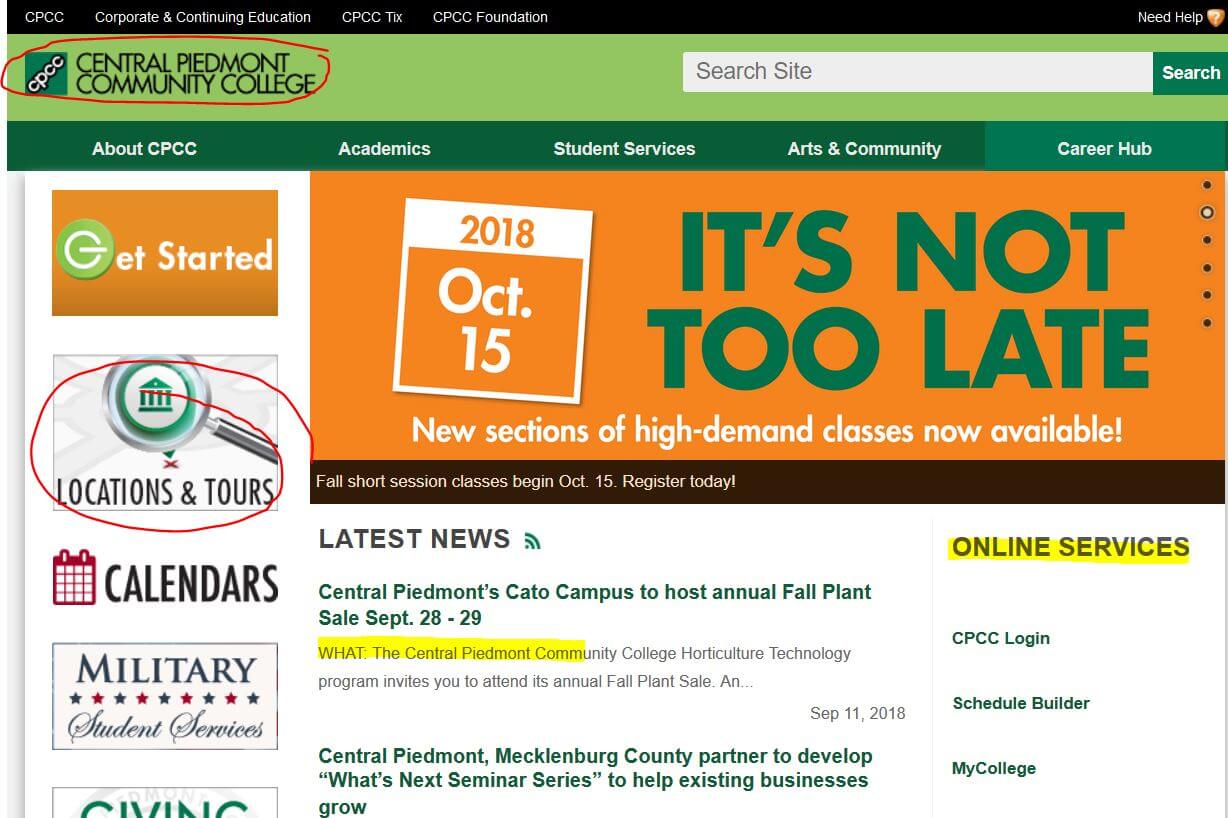 CPCC Corporate & Continuing Education CPCC Tix CPCC Foundation Need Help ?
cpcc CENTRAL PIEDMONT
COMMUNITY COLLEGE
Search Site Search
About CPCC Academics Student Services Arts & Community Career Hub
Get Started
LOCATIONS & TOURS
CALENDARS
MILITARY
Student Services
PIEDMONT
GIVING
2018
Oct.
15
IT'S NOT
TOO LATE
New sections of high-demand classes now available!
Fall short session classes begin Oct. 15. Register today!
LATEST NEWS
Central Piedmont’s Cato Campus to host annual Fall Plant
Sale Sept. 28 - 29
WHAT: The Central Piedmont Community College Horticulture Technology
program invites you to attend its annual Fall Plant Sale. An...
Sep 11, 2018
Central Piedmont, Mecklenburg County partner to develop
“What’s Next Seminar Series” to help existing businesses
grow
ONLINE SERVICES
CPCC Login
Schedule Builder
MyCollege